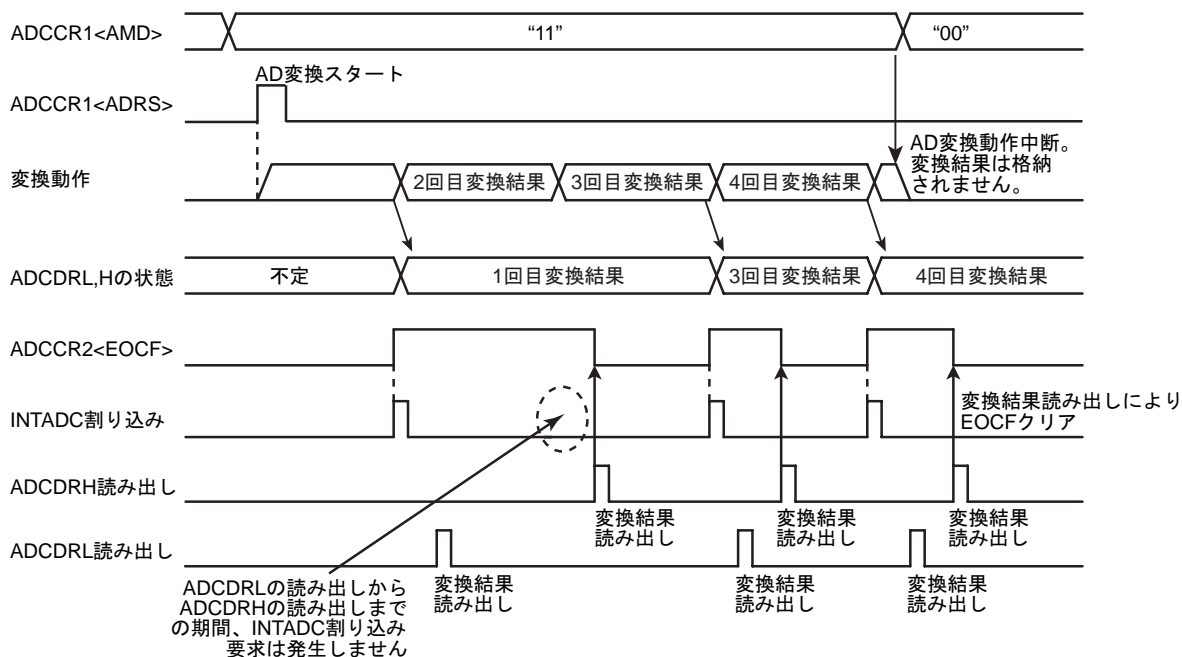 ADCCR1<AMD>
“11”
“00”
AD変換スタート
ADCCR1<ADRS>
AD変換動作中断。
変換結果は格納
されません。
変換動作
2回目変換結果
3回目変換結果
4回目変換結果
ADCDRL,Hの状態
不定
1回目変換結果
3回目変換結果
4回目変換結果
ADCCR2<EOCF>
INTADC割り込み
変換結果読み出しにより
EOCFクリア
ADCDRH読み出し
変換結果
読み出し
変換結果
読み出し
変換結果
読み出し
ADCDRL読み出し
変換結果
読み出し
変換結果
読み出し
変換結果
読み出し
ADCDRLの読み出しから
ADCDRHの読み出しまで
の期間、INTADC割り込み
要求は発生しません